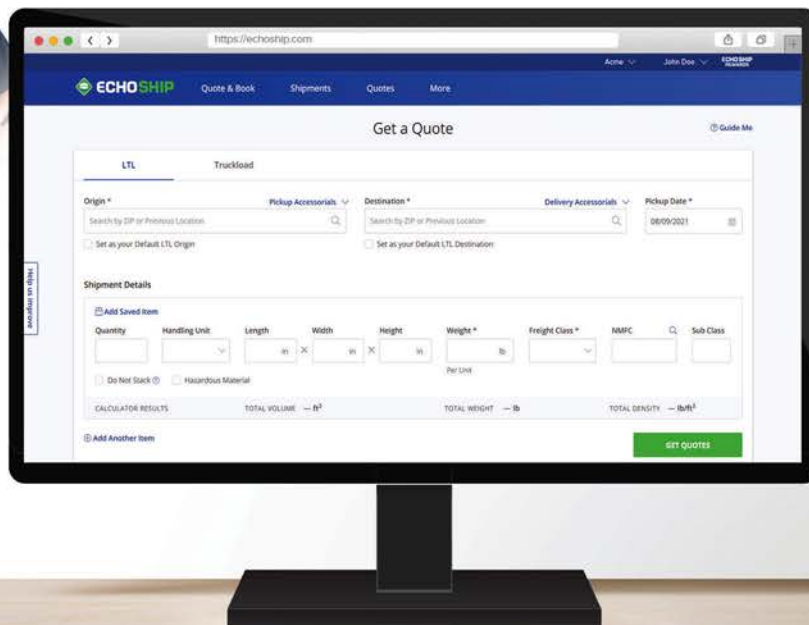 https://echoship.com
Acme John Doe ECHOSHIP REWARDS
ECHOSHIP Quote & Book Shipments Quotes More
Get a Quote
Guide Me
LTL Truckload
Origin * Pickup Accessorials Destination * Delivery Accessorials Pickup Date *
Search by ZIP or Previous Location Search by ZIP or Previous Location 08/09/2021
Set as your Default LTL Origin Set as your Default LTL Destination
Help us improve
Shipment Details
Add Saved Item
Quantity Handling Unit Length Width Height Weight * Freight Class * NMFC Sub Class
in × in × in lb
Per Unit
Do Not Stack Hazardous Material
CALCULATOR RESULTS TOTAL VOLUME — ft³ TOTAL WEIGHT — lb TOTAL DENSITY — lb/ft³
Add Another Item
GET QUOTES